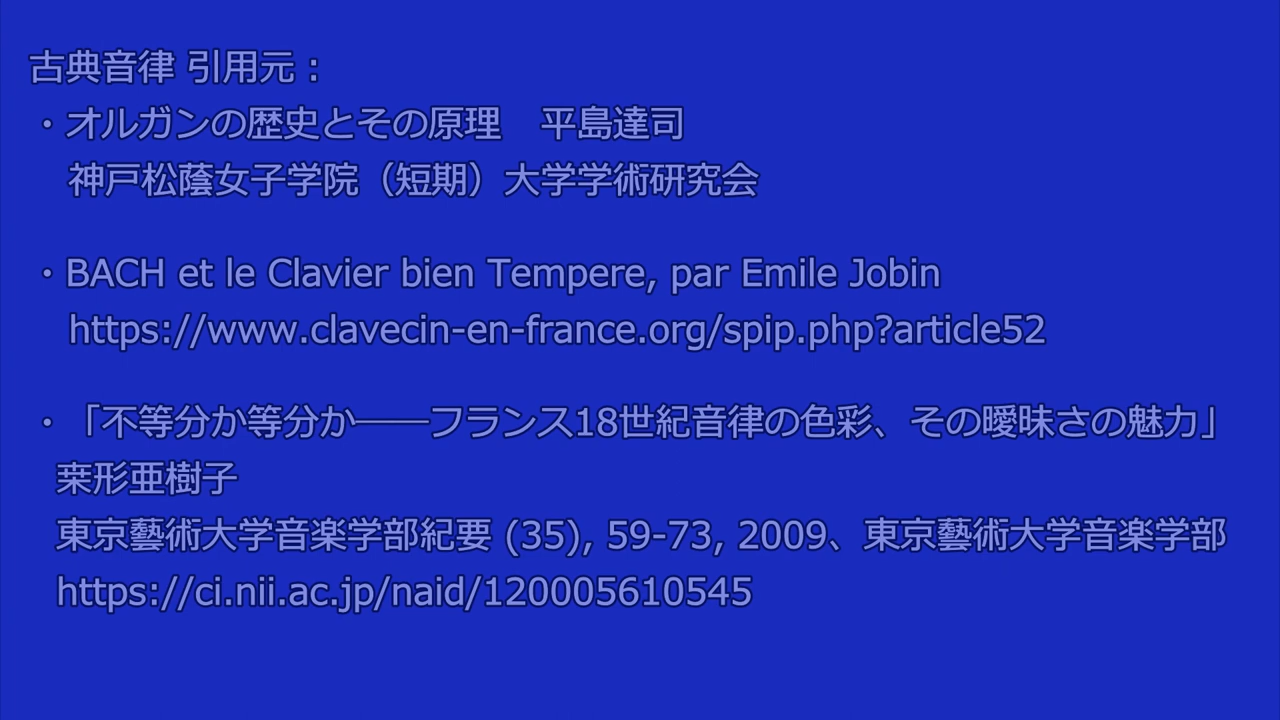 古典音律 引用元：
・オルガンの歴史とその原理　平島達司
神戸松蔭女子学院（短期）大学学術研究会
・BACH et le Clavier bien Tempere, par Emile Jobin
https://www.clavecin-en-france.org/spip.php?article52
・「不等分か等分か――フランス18世紀音律の色彩、その曖昧さの魅力」
栞形亜樹子
東京藝術大学音楽学部紀要 (35), 59-73, 2009、東京藝術大学音楽学部
https://ci.nii.ac.jp/naid/120005610545